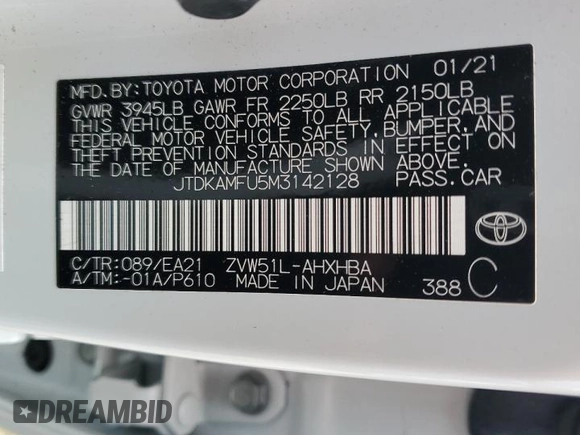 MFD.BY:TOYOTA MOTOR CORPORATION 01/21
GVWR 3945LB GAWR FR 2250LB RR 2150LB
THIS VEHICLE CONFORMS TO ALL APPLICABLE
FEDERAL MOTOR VEHICLE SAFETY,BUMPER,AND
THEFT PREVENTION STANDARDS IN EFFECT ON
THE DATE OF MANUFACTURE SHOWN ABOVE.
JTDKAMFU5M3142128 PASS.CAR
C/TR:089/EA21 ZVW51L-AHXHBA
A/TM:-01A/P610 MADE IN JAPAN 388 C
DREAMBID